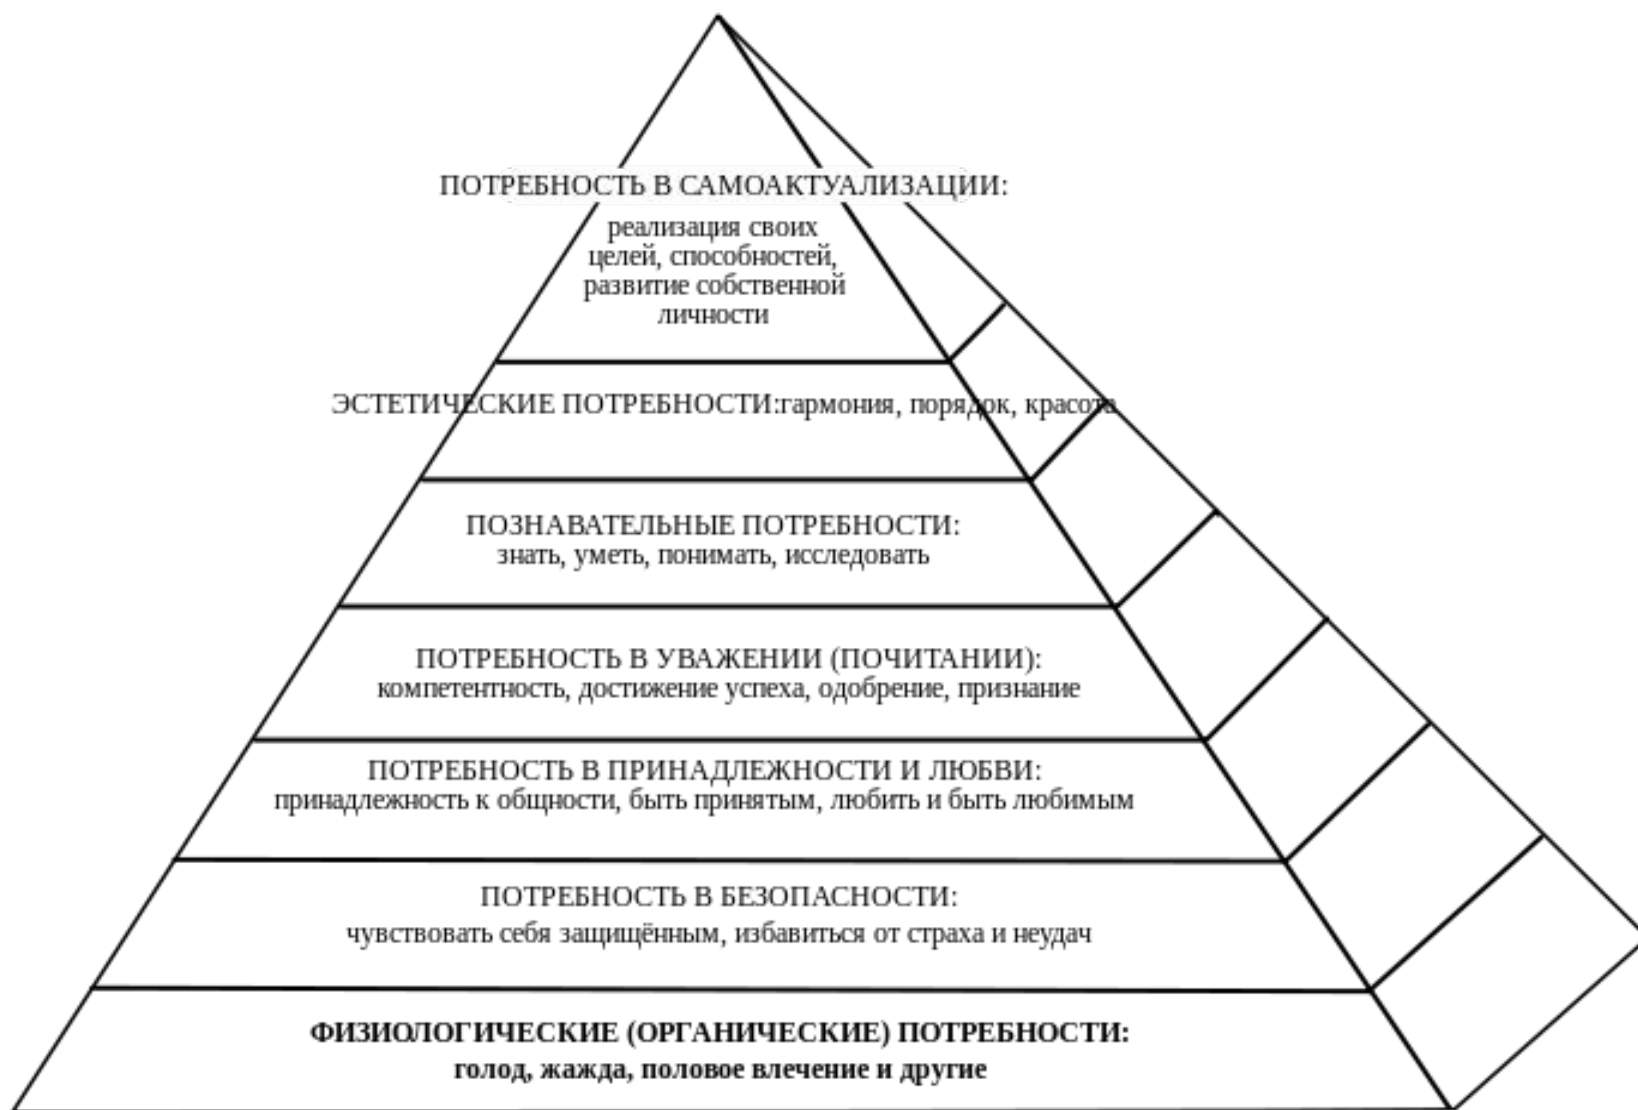 ПОТРЕБНОСТЬ В САМОАКТУАЛИЗАЦИИ:
реализация своих
целей, способностей,
развитие собственной
личности
ЭСТЕТИЧЕСКИЕ ПОТРЕБНОСТИ:гармония, порядок, красота
ПОЗНАВАТЕЛЬНЫЕ ПОТРЕБНОСТИ:
знать, уметь, понимать, исследовать
ПОТРЕБНОСТЬ В УВАЖЕНИИ (ПОЧИТАНИИ):
компетентность, достижение успеха, одобрение, признание
ПОТРЕБНОСТЬ В ПРИНАДЛЕЖНОСТИ И ЛЮБВИ:
принадлежность к общности, быть принятым, любить и быть любимым
ПОТРЕБНОСТЬ В БЕЗОПАСНОСТИ:
чувствовать себя защищённым, избавиться от страха и неудач
ФИЗИОЛОГИЧЕСКИЕ (ОРГАНИЧЕСКИЕ) ПОТРЕБНОСТИ:
голод, жажда, половое влечение и другие